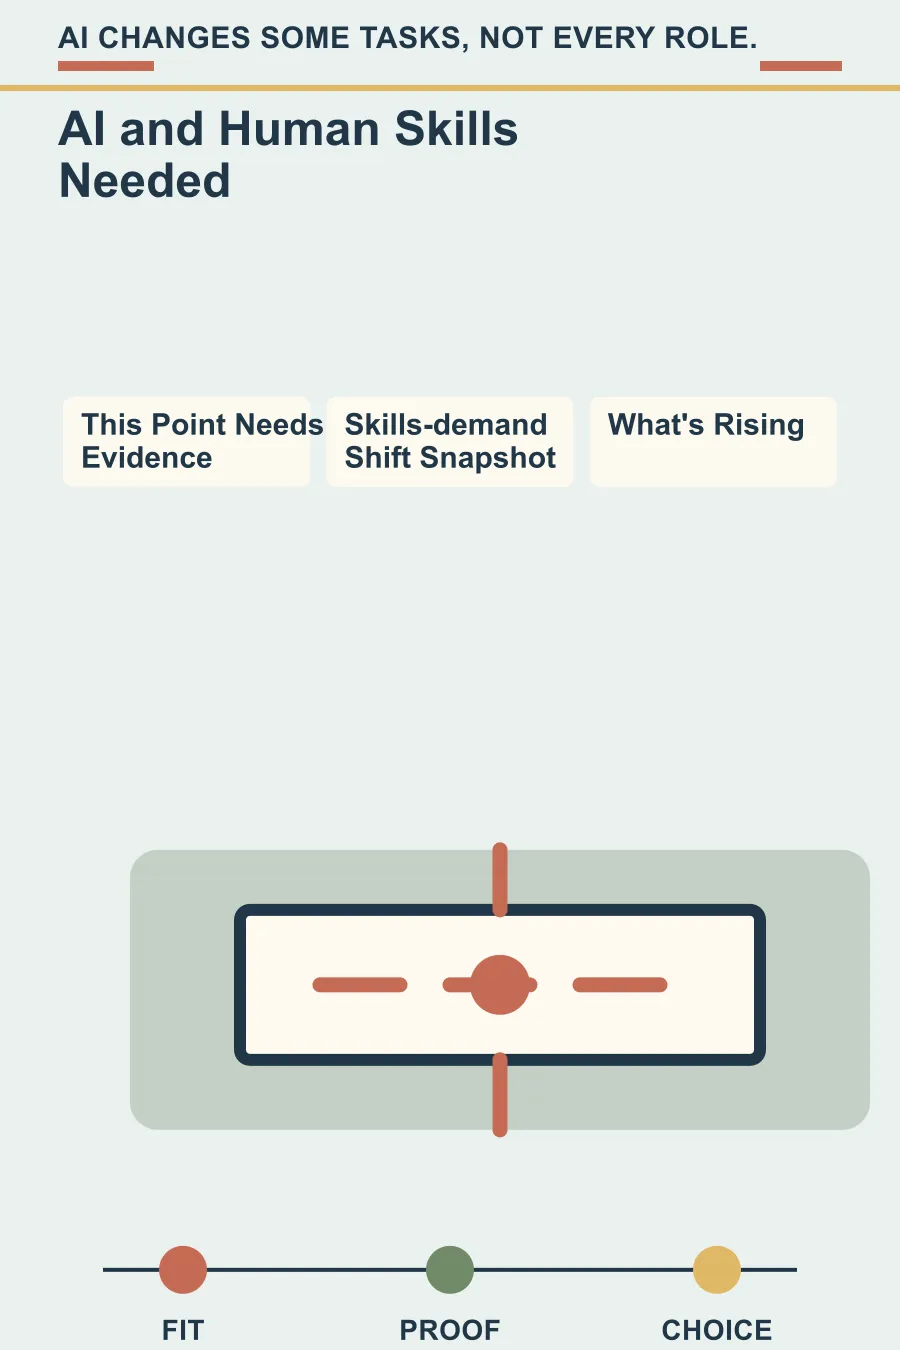 AI CHANGES SOME TASKS, NOT EVERY ROLE.
AI and Human Skills
Needed
This Point Needs
Evidence
Skills-demand
Shift Snapshot
What's Rising
FIT
PROOF
CHOICE